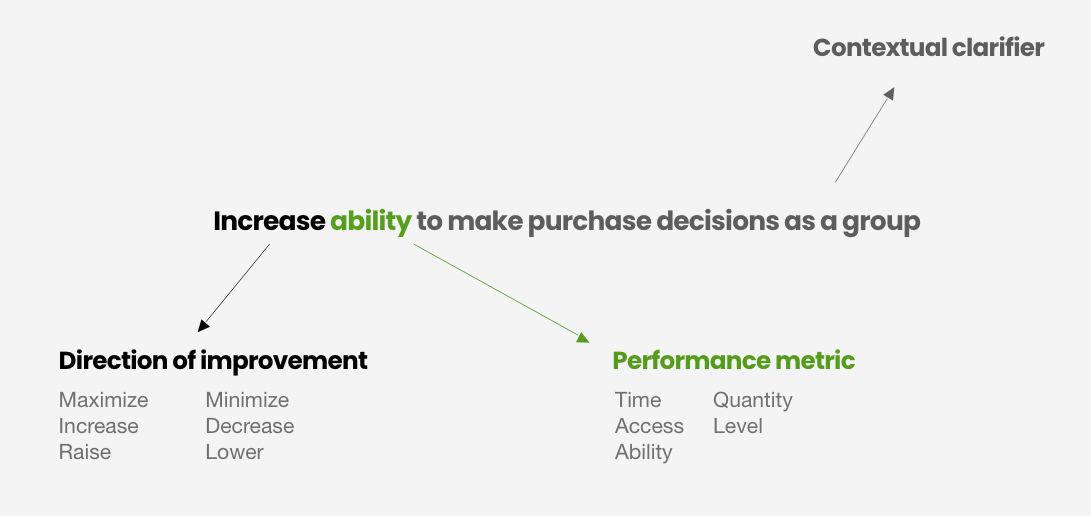 Contextual clarifier
Increase ability to make purchase decisions as a group
Direction of improvement
Maximize
Increase
Raise
Minimize
Decrease
Lower
Performance metric
Time
Access
Ability
Quantity
Level